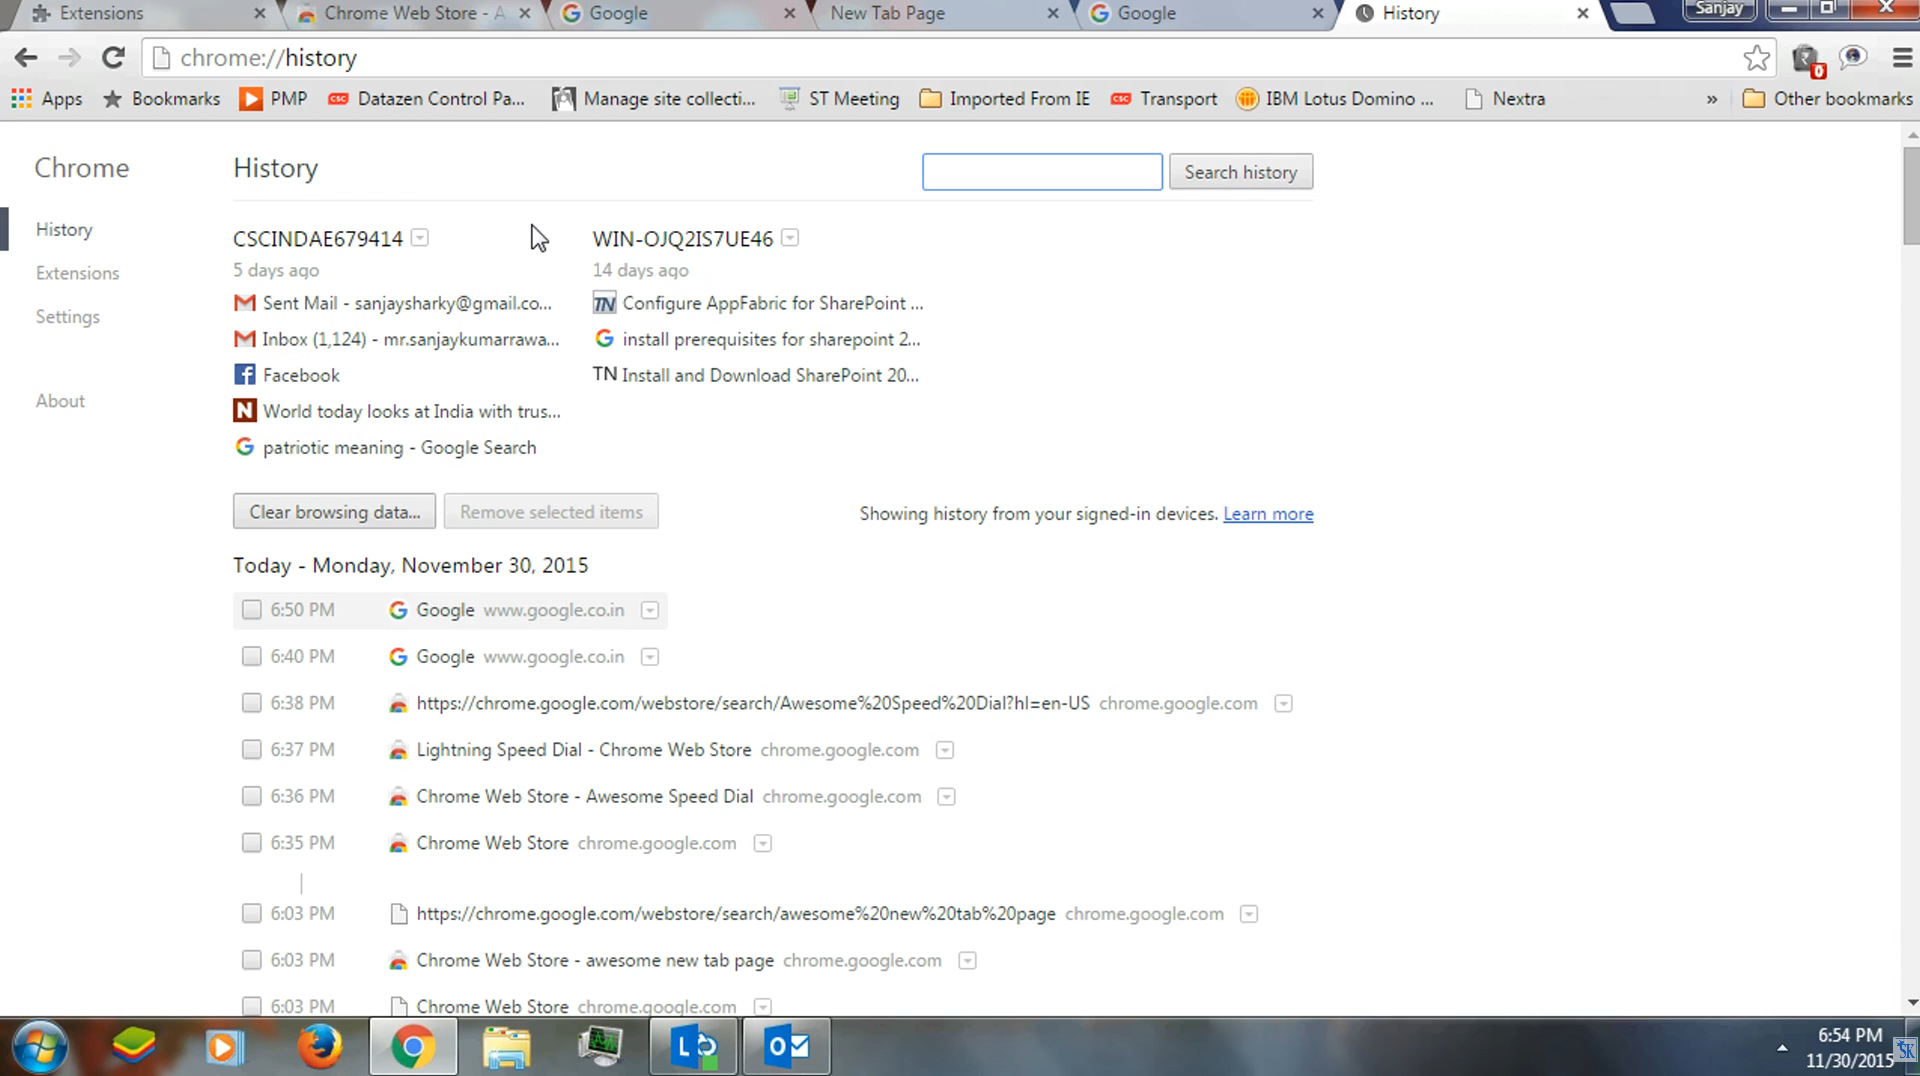 Extensions
Chrome Web Store - A
Google
New Tab Page
Google
History
Sanjay
chrome://history
0
Apps
Bookmarks
PMP
csc Datazen Control Pa...
Manage site collecti...
ST Meeting
Imported From IE
csc Transport
IBM Lotus Domino ...
Nextra
»
Other bookmarks
Chrome
History
Search history
History
Extensions
Settings
About
CSCINDAE679414
5 days ago
Sent Mail - sanjaysharky@gmail.co...
Inbox (1,124) - mr.sanjaykumarrawa...
Facebook
N World today looks at India with trus...
patriotic meaning - Google Search
WIN-OJQ2IS7UE46
14 days ago
TN Configure AppFabric for SharePoint ...
install prerequisites for sharepoint 2...
TN Install and Download SharePoint 20...
Clear browsing data...
Remove selected items
Showing history from your signed-in devices. Learn more
Today - Monday, November 30, 2015
6:50 PM Google www.google.co.in
6:40 PM Google www.google.co.in
6:38 PM https://chrome.google.com/webstore/search/Awesome%20Speed%20Dial?hl=en-US chrome.google.com
6:37 PM Lightning Speed Dial - Chrome Web Store chrome.google.com
6:36 PM Chrome Web Store - Awesome Speed Dial chrome.google.com
6:35 PM Chrome Web Store chrome.google.com
6:03 PM https://chrome.google.com/webstore/search/awesome%20new%20tab%20page chrome.google.com
6:03 PM Chrome Web Store - awesome new tab page chrome.google.com
6:03 PM Chrome Web Store chrome.google.com
6:54 PM
11/30/2015
SK